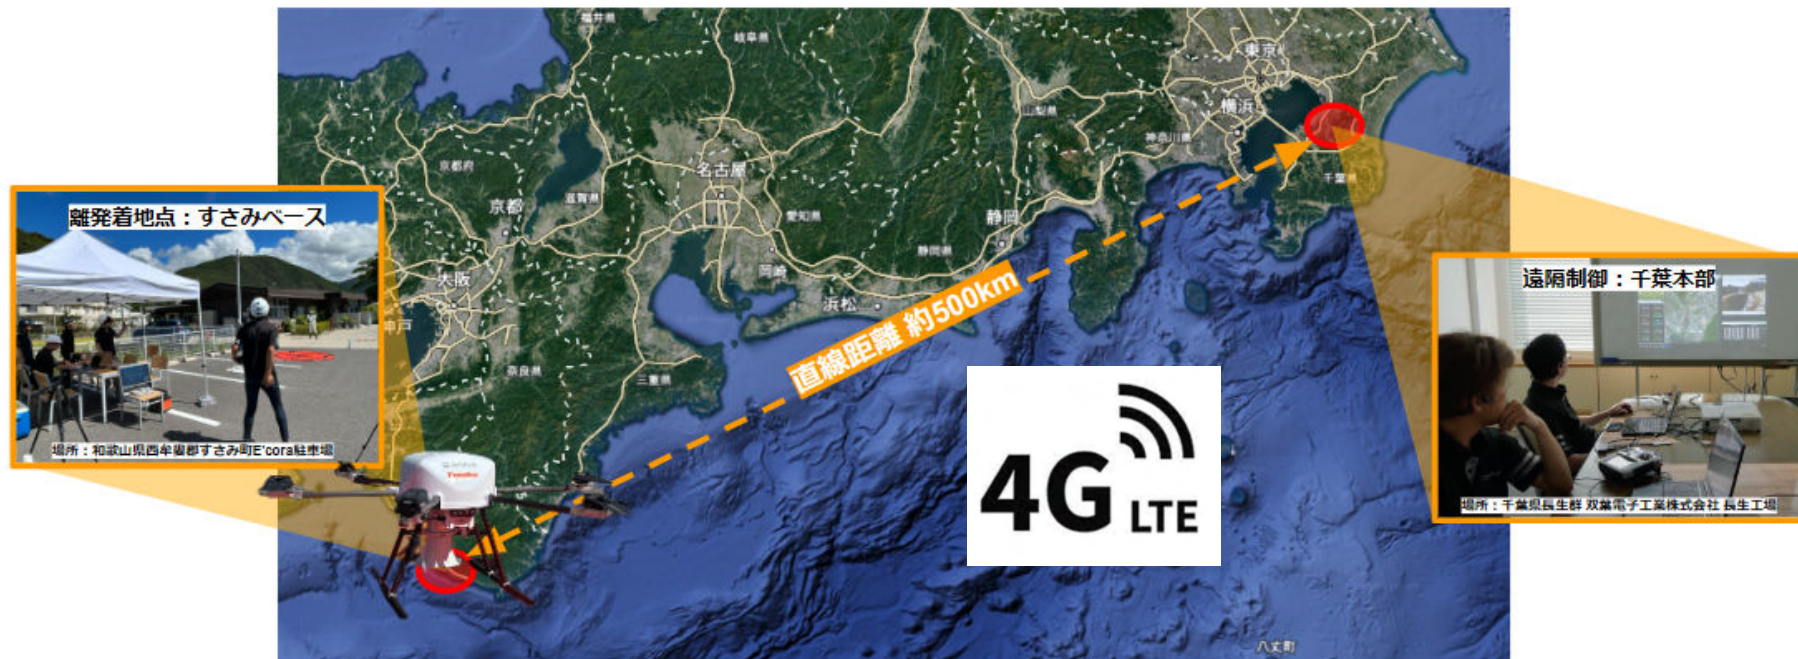 福井県
岐阜県
東京
山梨県
横浜
神奈川県
京都府
名古屋
千葉県
離発着地点：すさみベース
京都
滋賀県
愛知県
静岡
静岡県
遠隔制御：千葉本部
大阪
岡崎
浜松
直線距離 約500km
神戸
奈良県
三重県
場所：和歌山県西牟婁郡すさみ町E'cora駐車場
Futaba
4G LTE
場所：千葉県長生群 双葉電子工業株式会社 長生工場
八丈町